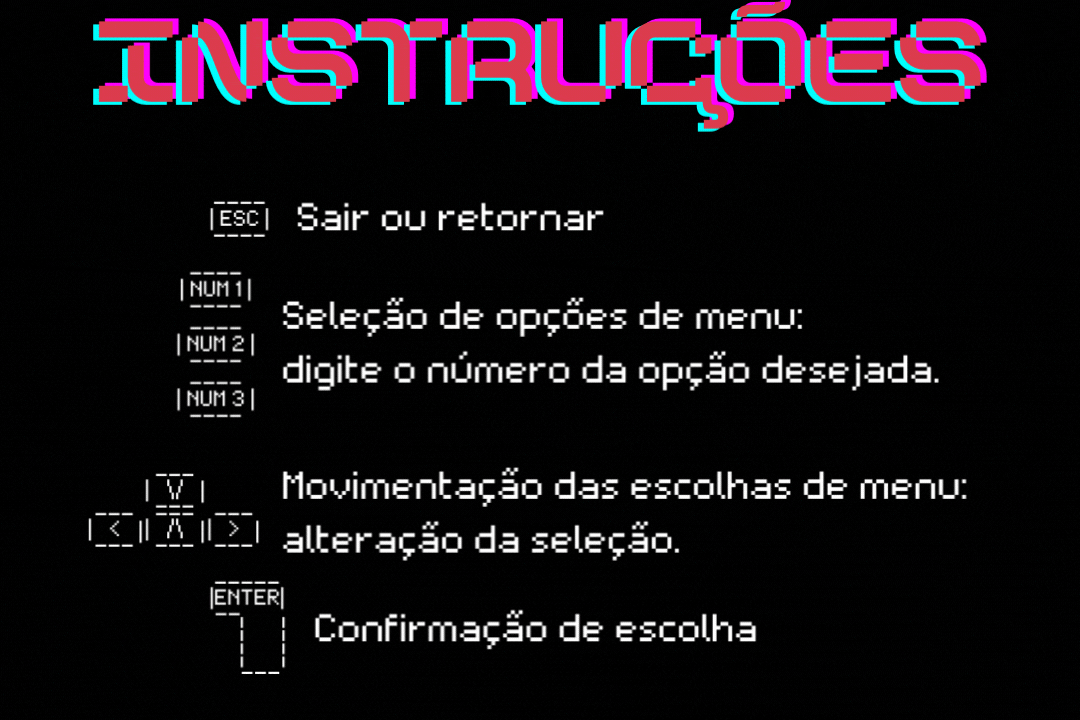 INSTRUÇÕES
|ESC| Sair ou retornar
|NUM 1|
Seleção de opções de menu:
|NUM 2|
digite o número da opção desejada.
|NUM 3|
Movimentação das escolhas de menu:
| \/ |
| < || /\ || > |
alteração da seleção.
|ENTER|
Confirmação de escolha